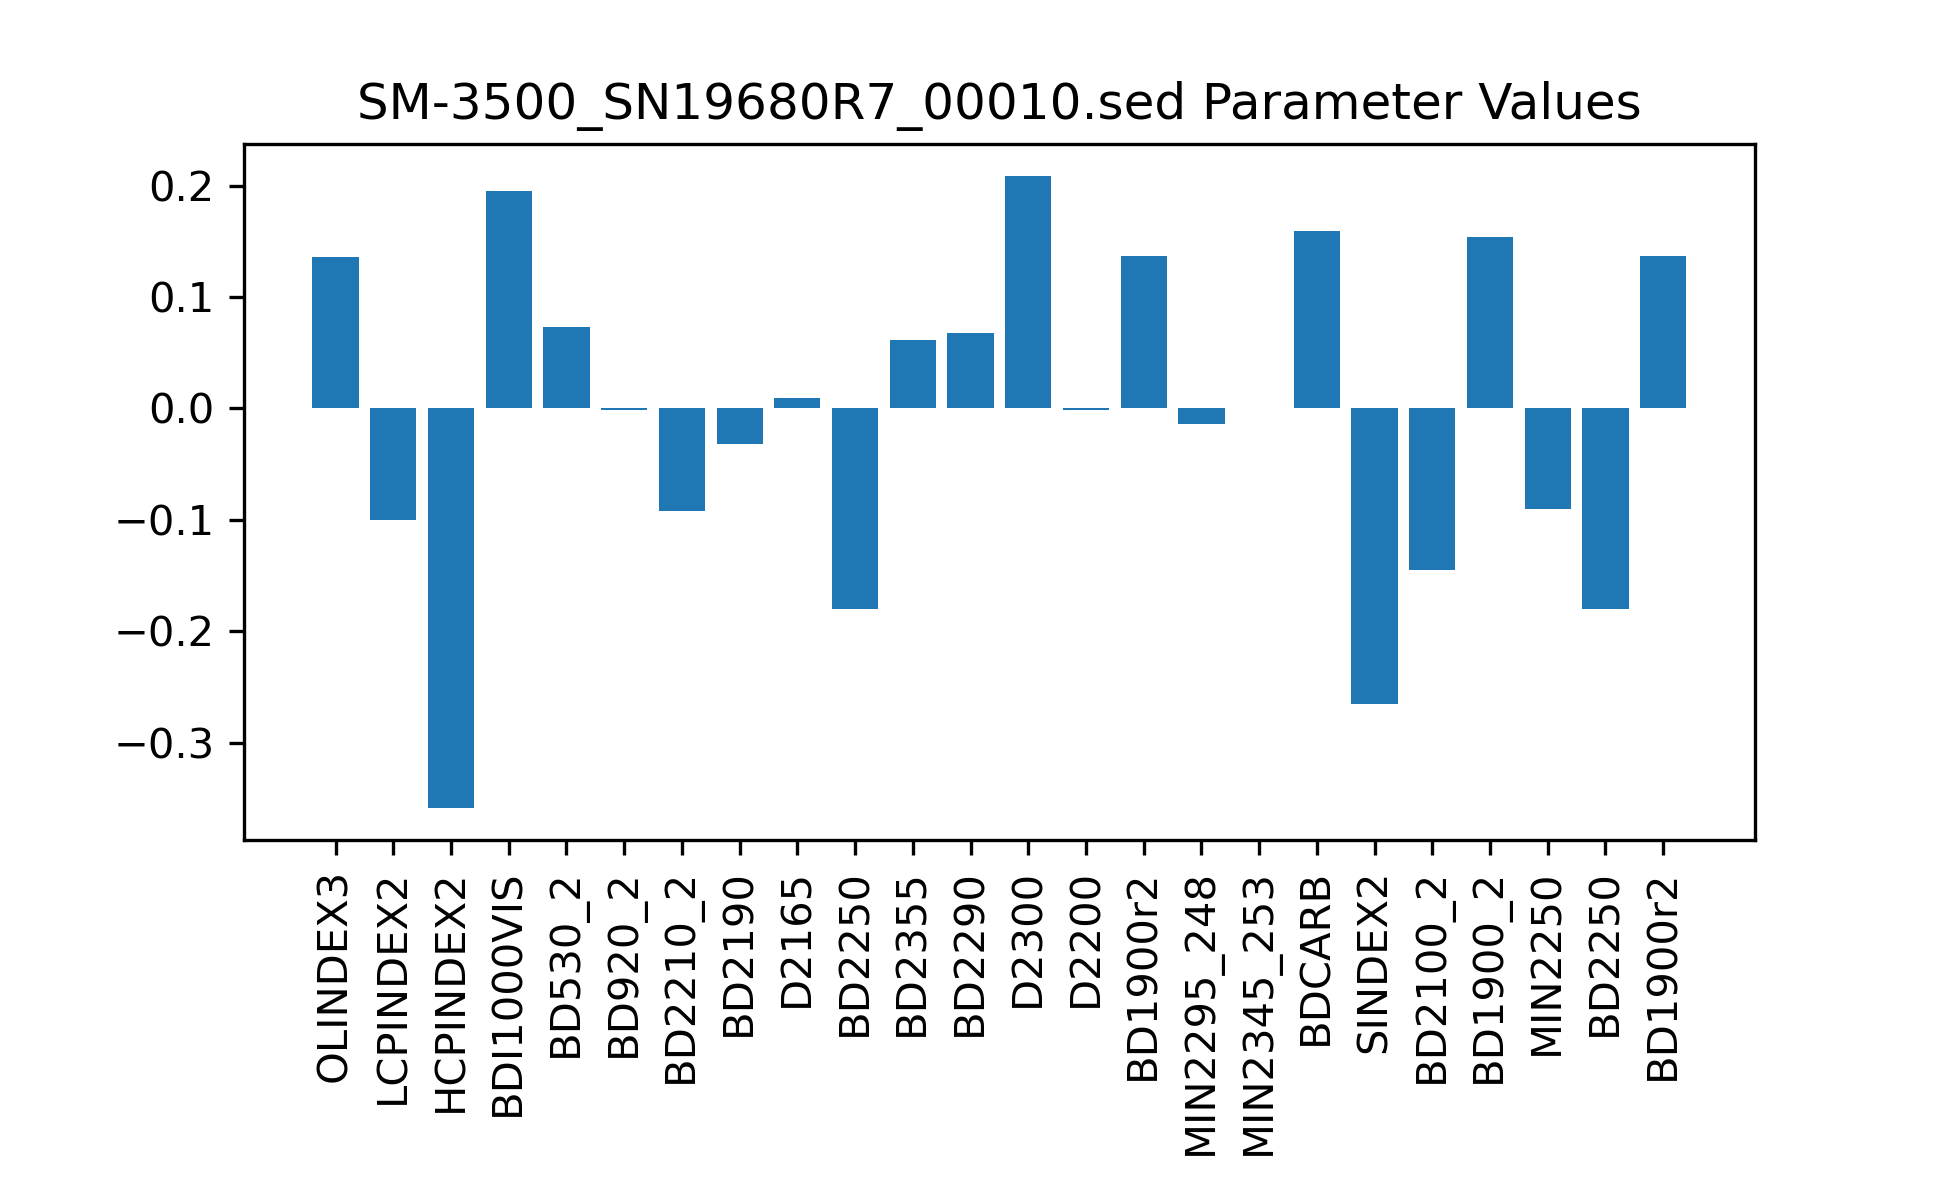 SM-3500_SN19680R7_00010.sed Parameter Values
0.2
0.1
0.0
−0.1
−0.2
−0.3
OLINDEX3
LCPINDEX2
HCPINDEX2
BDI1000VIS
BD530_2
BD920_2
BD2210_2
BD2190
D2165
BD2250
BD2355
BD2290
D2300
D2200
BD1900r2
MIN2295_248
MIN2345_253
BDCARB
SINDEX2
BD2100_2
BD1900_2
MIN2250
BD2250
BD1900r2